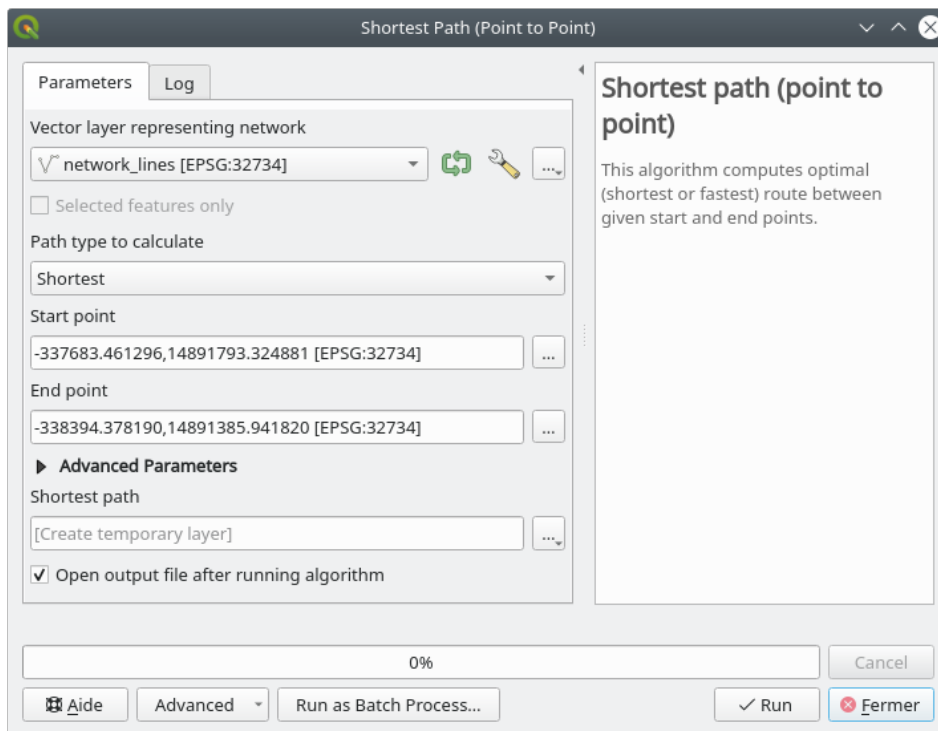 Shortest Path (Point to Point)
Parameters
Log
Vector layer representing network
network_lines [EPSG:32734]
...
Selected features only
Path type to calculate
Shortest
Start point
-337683.461296,14891793.324881 [EPSG:32734]
...
End point
-338394.378190,14891385.941820 [EPSG:32734]
...
Advanced Parameters
Shortest path
[Create temporary layer]
...
Open output file after running algorithm
Shortest path (point to
point)
This algorithm computes optimal
(shortest or fastest) route between
given start and end points.
0%
Cancel
Aide
Advanced
Run as Batch Process...
Run
Fermer